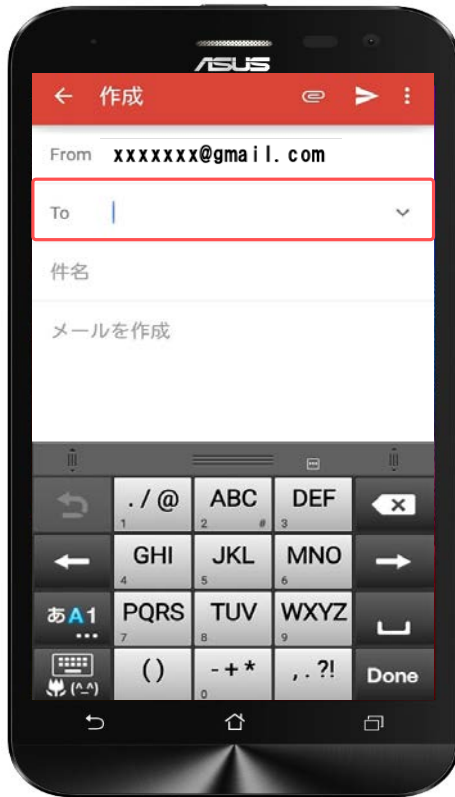 ASUS
作成
From xxxxxxx@gmail.com
To
件名
メールを作成
./@ ABC DEF
1 2 # 3
GHI JKL MNO
4 5 6
あA1 PQRS TUV WXYZ
7 8 9
(^_^) () -+* ,.?! Done
0